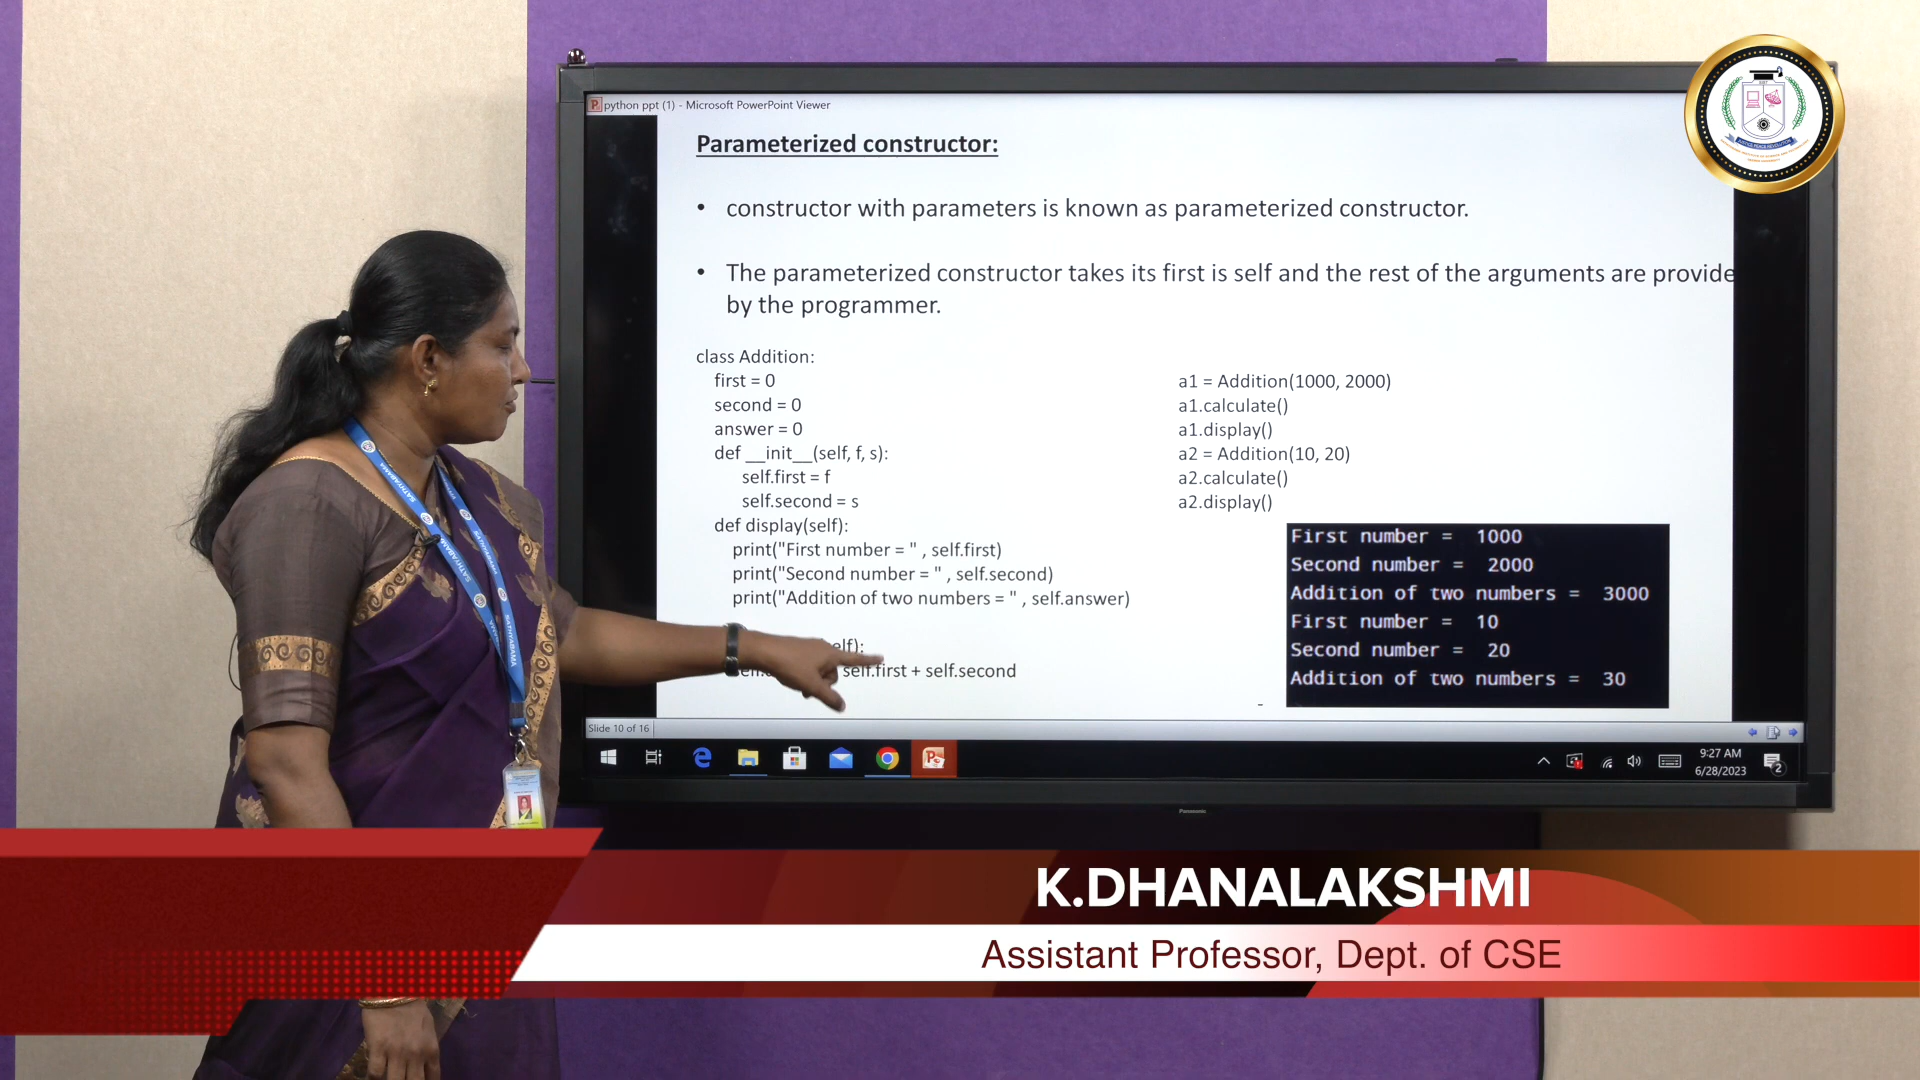 python ppt (1) - Microsoft PowerPoint Viewer
Parameterized constructor:
• constructor with parameters is known as parameterized constructor.
• The parameterized constructor takes its first is self and the rest of the arguments are provide
by the programmer.
class Addition:
first = 0
second = 0
answer = 0
def __init__(self, f, s):
self.first = f
self.second = s
def display(self):
print("First number = " , self.first)
print("Second number = " , self.second)
print("Addition of two numbers = " , self.answer)
elf):
self.first + self.second
a1 = Addition(1000, 2000)
a1.calculate()
a1.display()
a2 = Addition(10, 20)
a2.calculate()
a2.display()
First number = 1000
Second number = 2000
Addition of two numbers = 3000
First number = 10
Second number = 20
Addition of two numbers = 30
Slide 10 of 16
9:27 AM
6/28/2023
2
Panasonic
SATHYABAMA
SATHYABAMA
SATHYABAMA
K.DHANALAKSHMI
Assistant Professor, Dept. of CSE